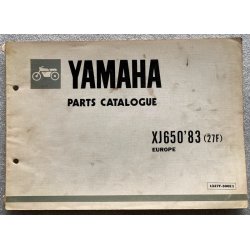 YAMAHA
PARTS CATALOGUE
XJ650'83 (27F)
EUROPE